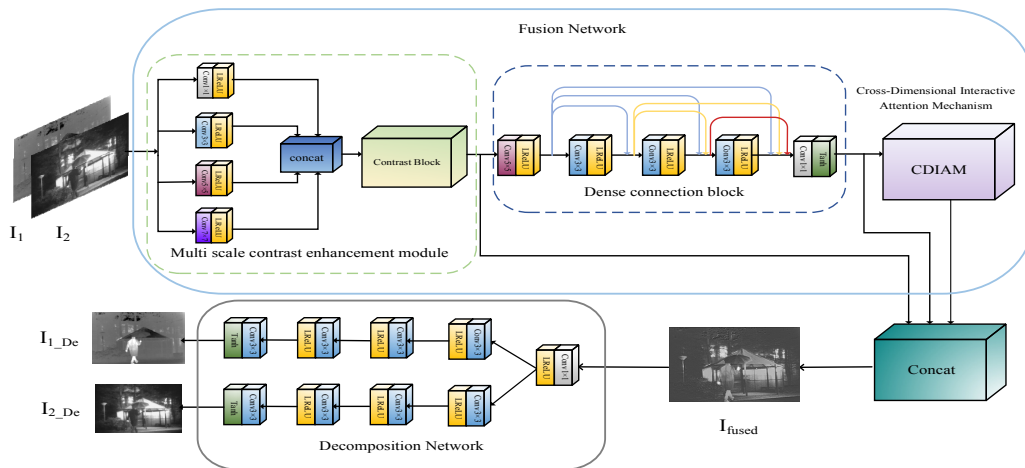 Fusion Network
Conv1×1
LReLU
Conv3×3
LReLU
Conv5×5
LReLU
Conv7×7
LReLU
concat
Contrast Block
Multi scale contrast enhancement module
I1
I2
Conv5×5
LReLU
Conv3×3
LReLU
Conv3×3
LReLU
Conv3×3
LReLU
Conv1×1
Tanh
Dense connection block
Cross-Dimensional Interactive
Attention Mechanism
CDIAM
Concat
Ifused
Conv1×1
LReLU
Tanh
Conv3×3
LReLU
Conv3×3
LReLU
Conv3×3
LReLU
Conv3×3
I1_De
Tanh
Conv3×3
LReLU
Conv3×3
LReLU
Conv3×3
LReLU
Conv3×3
I2_De
Decomposition Network